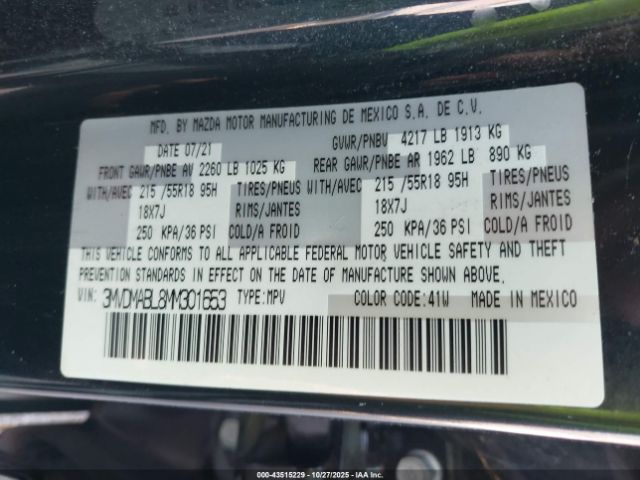 MFD. BY MAZDA MOTOR MANUFACTURING DE MEXICO S.A. DE C.V.
DATE 07/21 GVWR/PNBV 4217 LB 1913 KG
FRONT GAWR/PNBE AV 2260 LB 1025 KG REAR GAWR/PNBE AR 1962 LB 890 KG
WITH/AVEC 215 /55R18 95H TIRES/PNEUS WITH/AVEC 215 /55R18 95H TIRES/PNEUS
18X7J RIMS/JANTES 18X7J RIMS/JANTES
250 KPA/36 PSI COLD/A FROID 250 KPA/36 PSI COLD/A FROID
THIS VEHICLE CONFORMS TO ALL APPLICABLE FEDERAL MOTOR VEHICLE SAFETY AND THEFT
PREVENTION STANDARDS IN EFFECT ON THE DATE OF MANUFACTURE SHOWN ABOVE.
VIN: 3MVDMABL8MM301653 TYPE:MPV COLOR CODE:41W MADE IN MEXICO
000-43515229 - 10/27/2025 - IAAI.COM